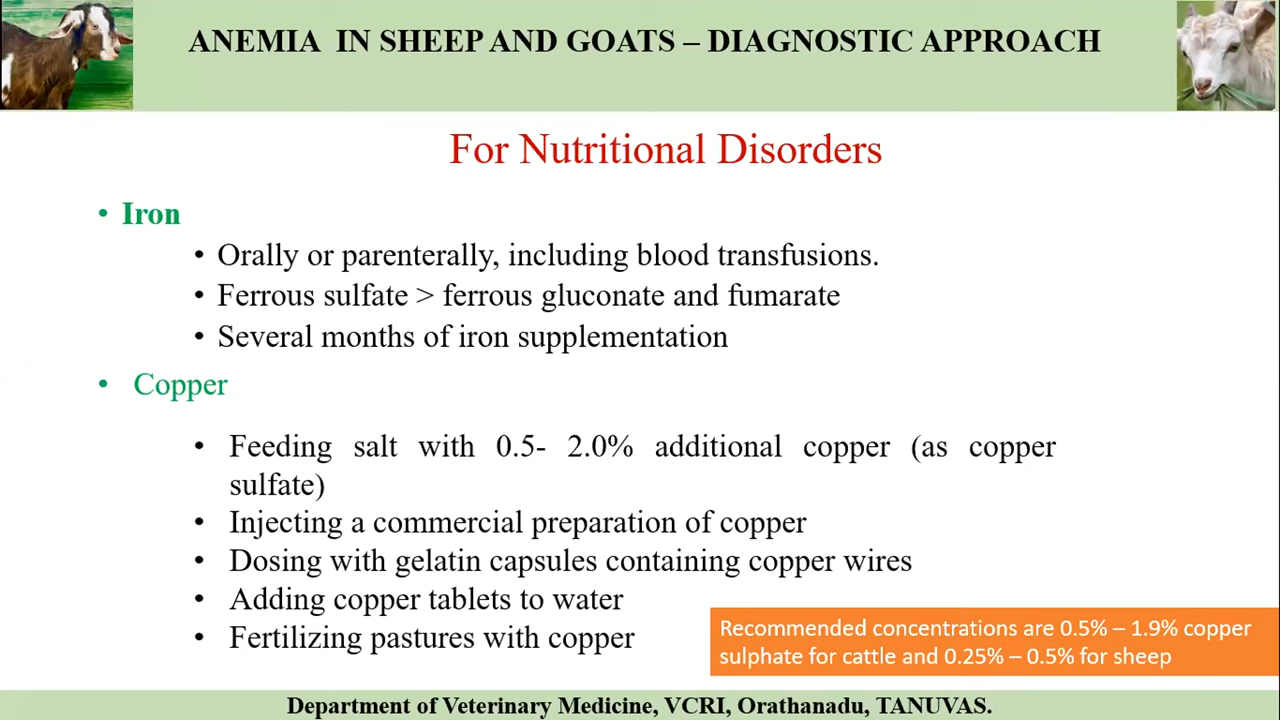 ANEMIA IN SHEEP AND GOATS – DIAGNOSTIC APPROACH
For Nutritional Disorders
• Iron
• Orally or parenterally, including blood transfusions.
• Ferrous sulfate > ferrous gluconate and fumarate
• Several months of iron supplementation
• Copper
• Feeding salt with 0.5- 2.0% additional copper (as copper
sulfate)
• Injecting a commercial preparation of copper
• Dosing with gelatin capsules containing copper wires
• Adding copper tablets to water
• Fertilizing pastures with copper
Recommended concentrations are 0.5% – 1.9% copper
sulphate for cattle and 0.25% – 0.5% for sheep
Department of Veterinary Medicine, VCRI, Orathanadu, TANUVAS.